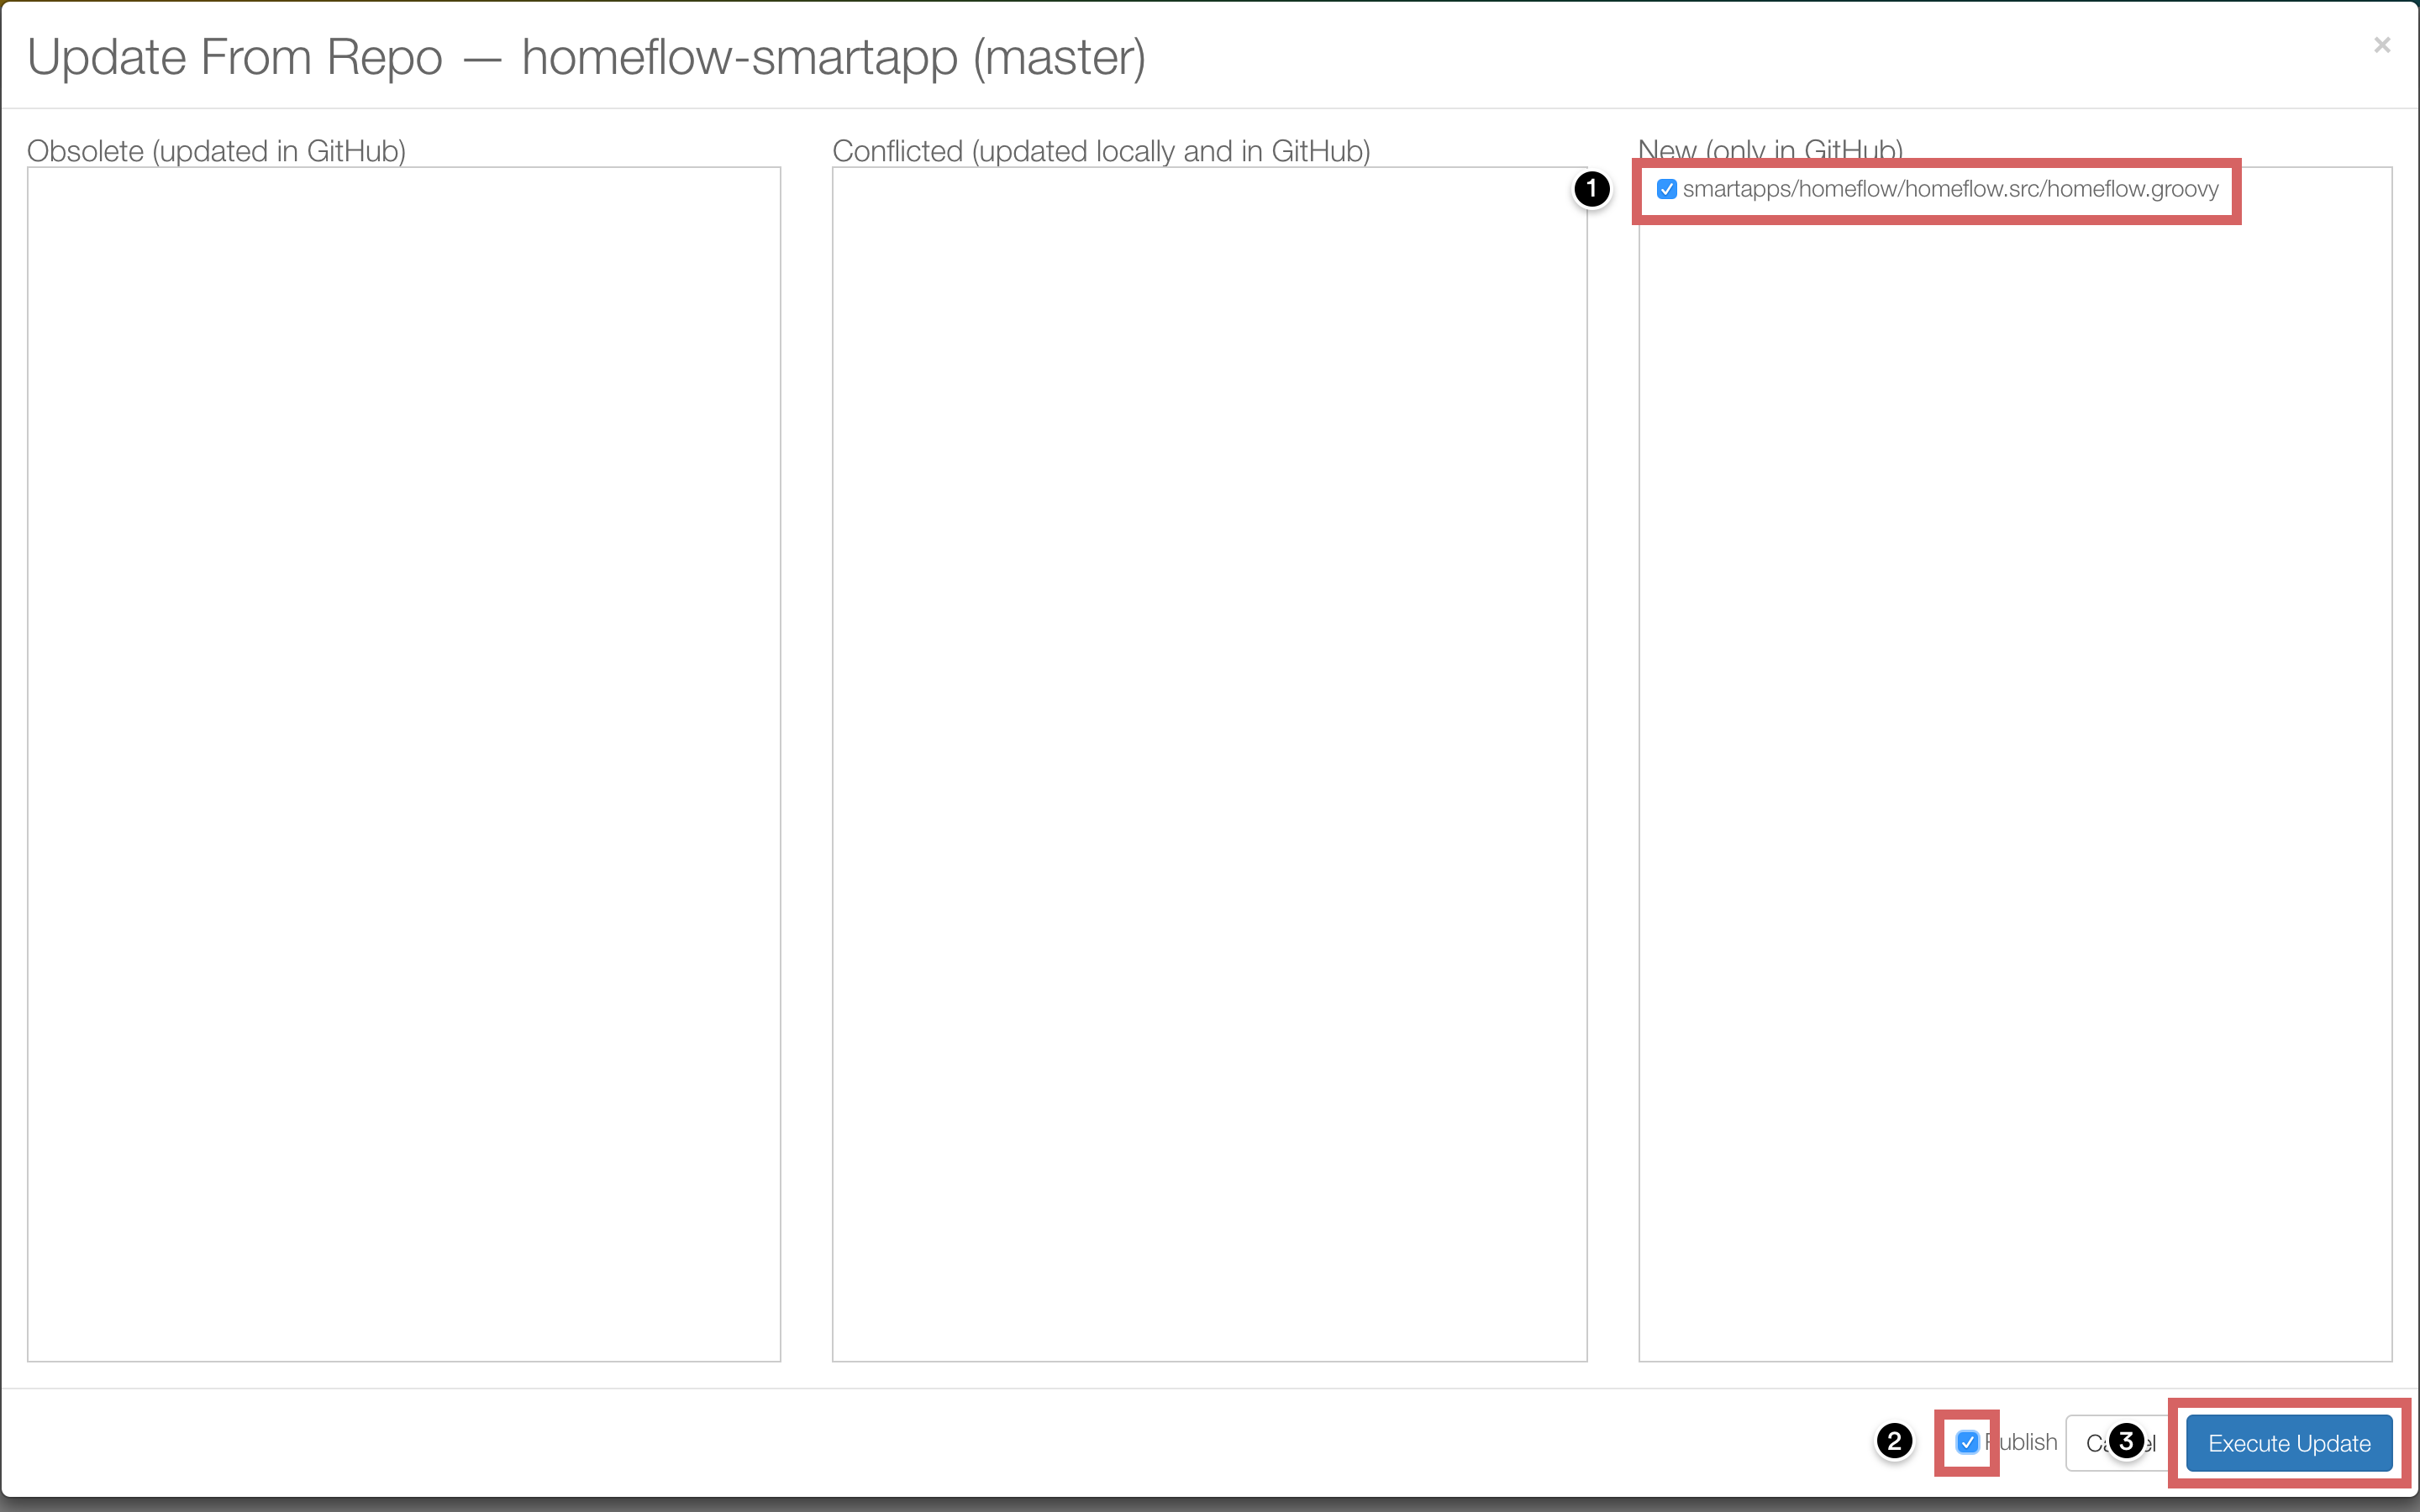 Update From Repo — homeflow-smartapp (master)
×
Obsolete (updated in GitHub)
Conflicted (updated locally and in GitHub)
New (only in GitHub)
1
smartapps/homeflow/homeflow.src/homeflow.groovy
2
Publish
3
Execute Update